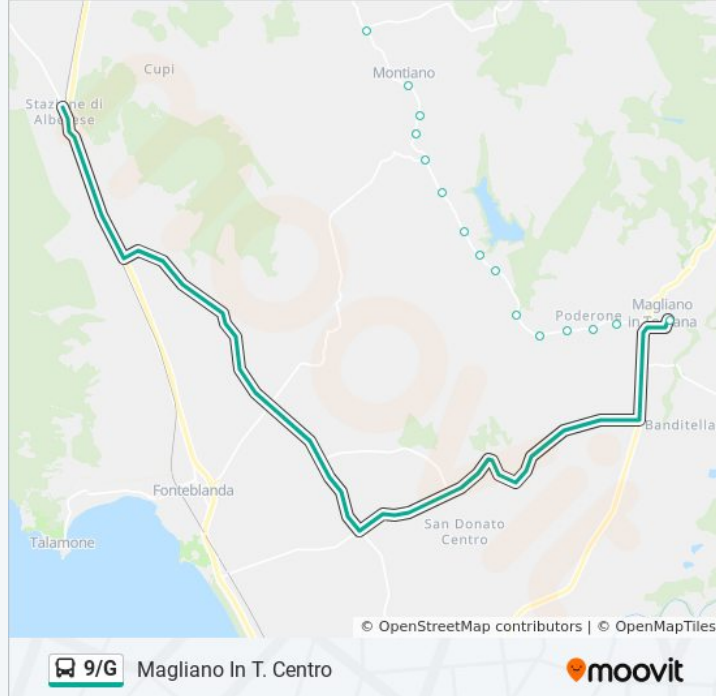 Cupi
Montiano
Stazione di
Alberese
Poderone
Magliano
in Toscana
Banditella
Fonteblanda
San Donato
Centro
Talamone
© OpenStreetMap contributors | © OpenMapTiles
9/G Magliano In T. Centro
moovit